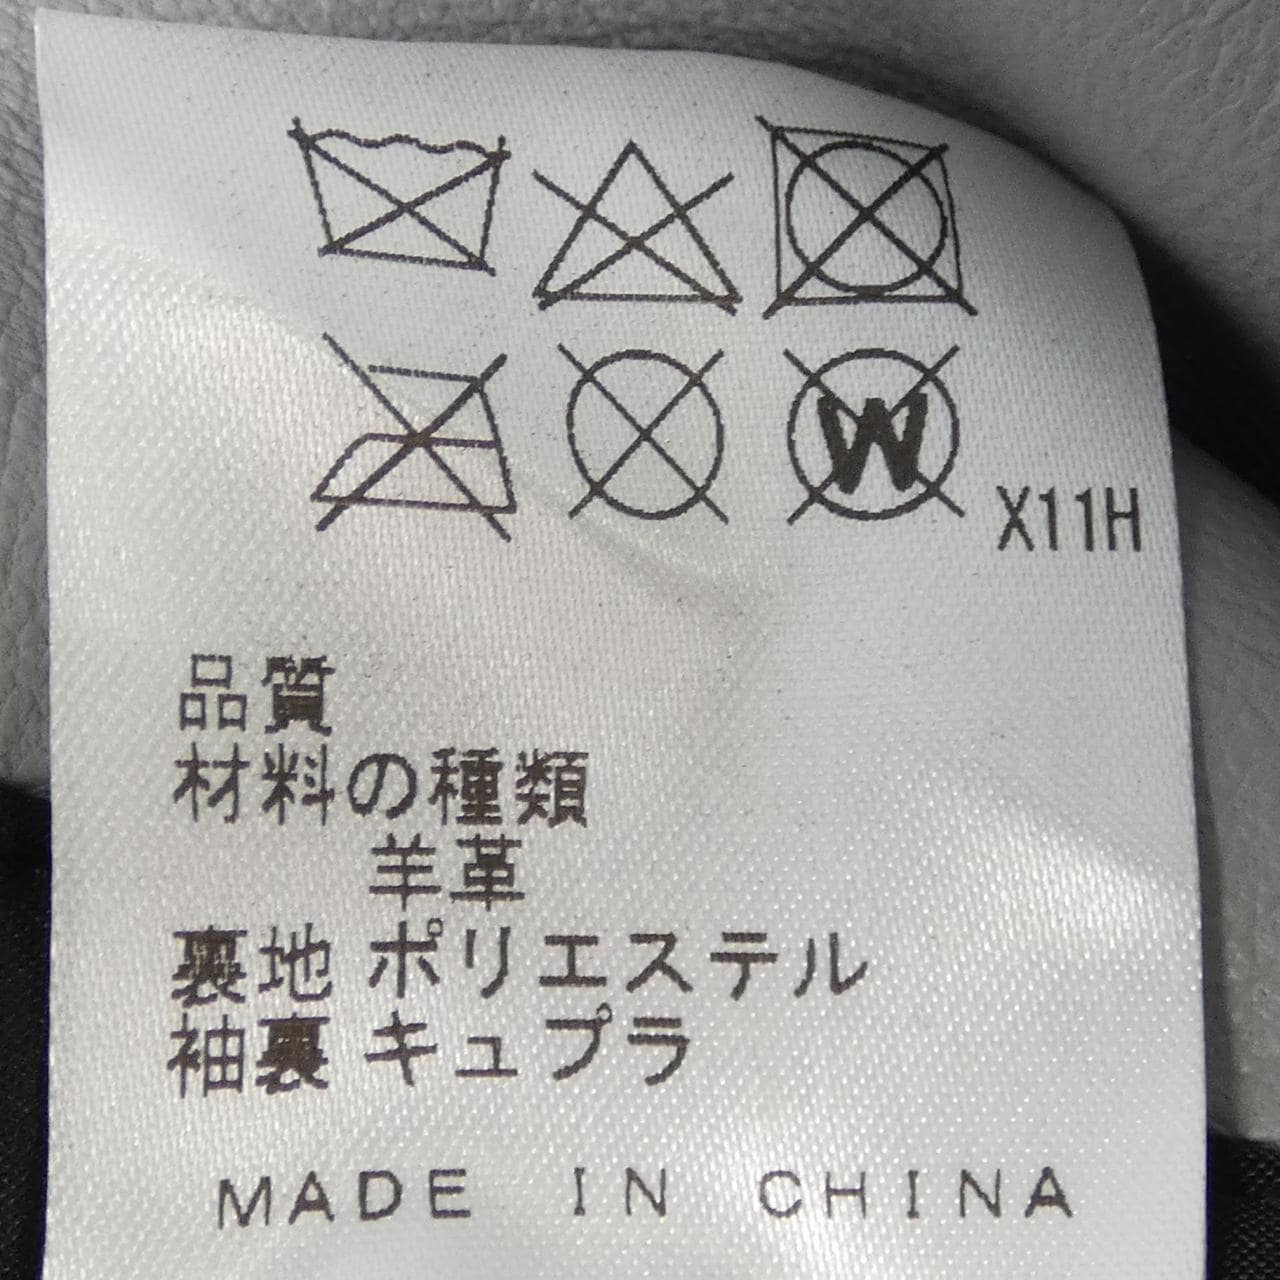 W
X11H
品質
材料の種類
羊革
裏地 ポリエステル
袖裏 キュプラ
MADE IN CHINA